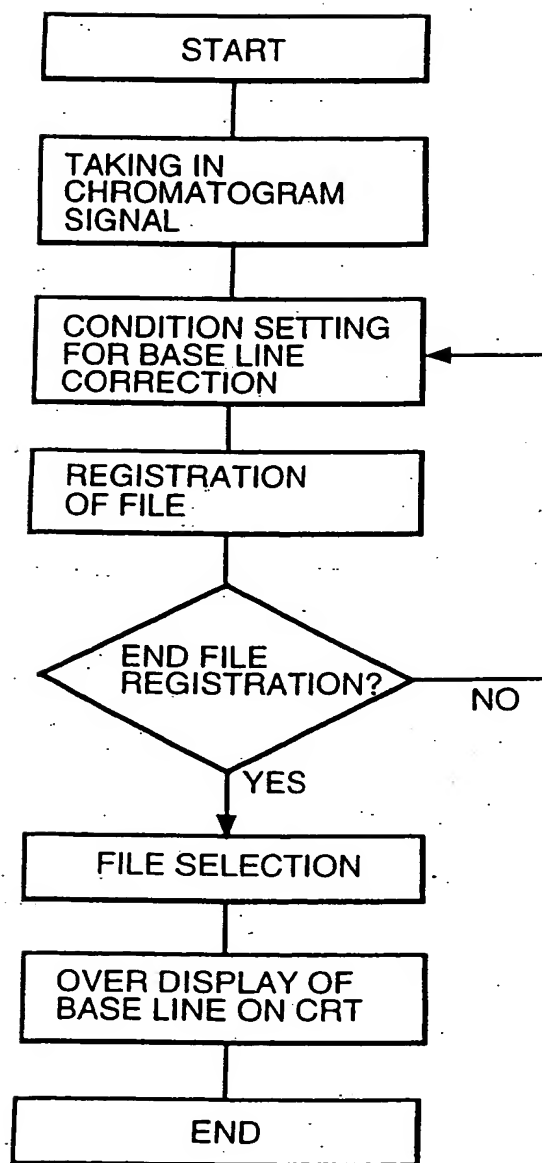 START
TAKING IN
CHROMATOGRAM
SIGNAL
CONDITION SETTING
FOR BASE LINE
CORRECTION
REGISTRATION
OF FILE
END FILE
REGISTRATION?
NO
YES
FILE SELECTION
OVER DISPLAY OF
BASE LINE ON CRT
END